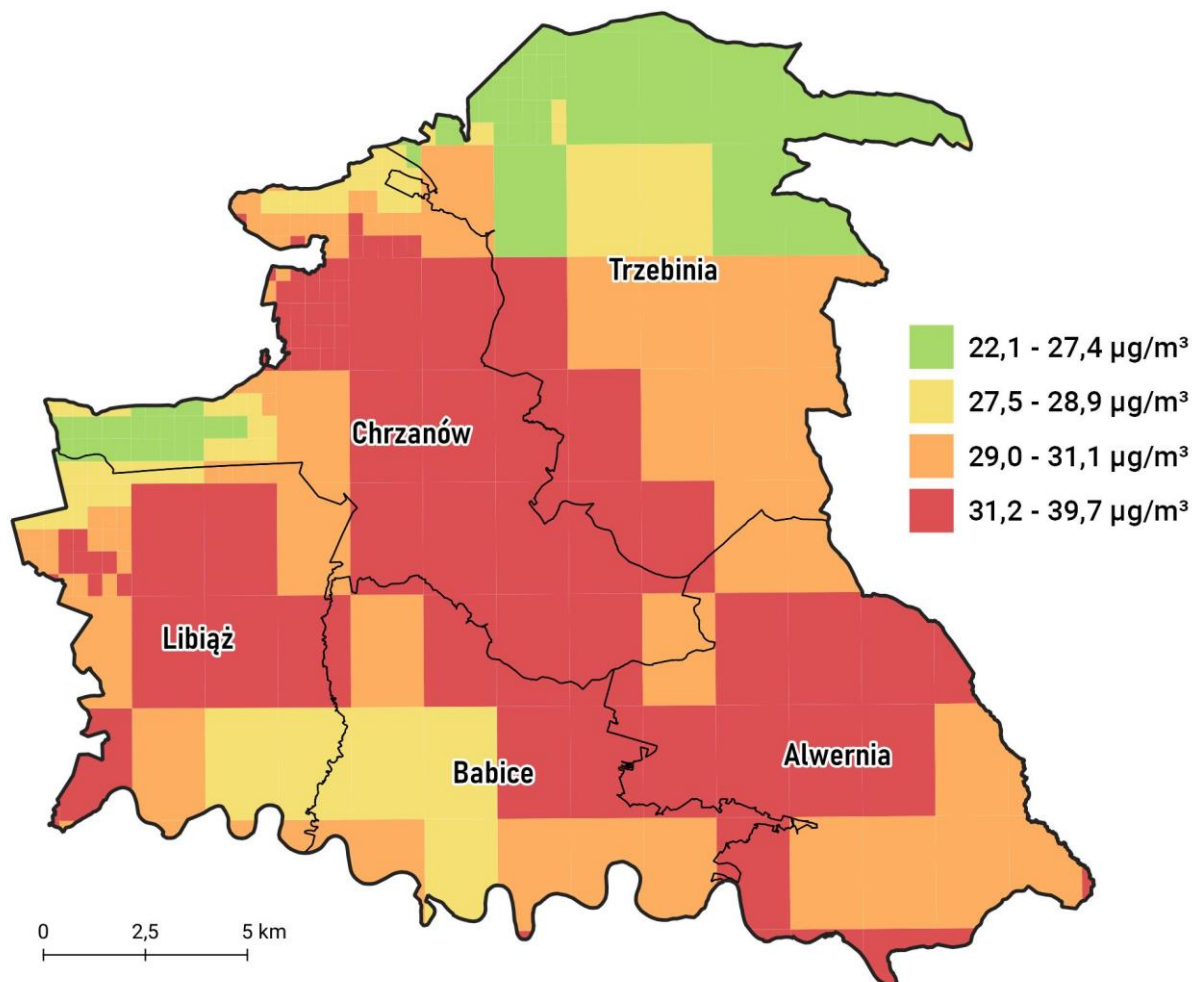 Trzebinia
22,1 - 27,4 µg/m³
27,5 - 28,9 µg/m³
29,0 - 31,1 µg/m³
31,2 - 39,7 µg/m³
Chrzanów
Libiąż
Babice
Alwernia
0 2,5 5 km